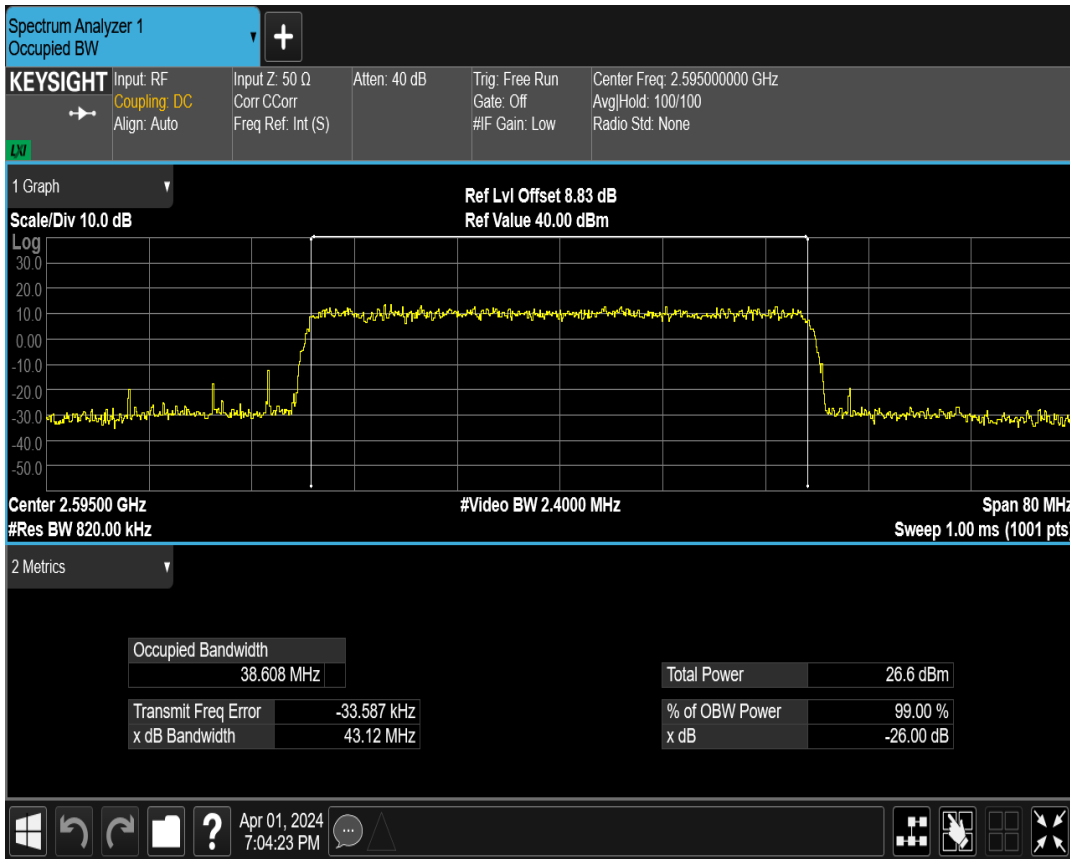 Spectrum Analyzer 1
Occupied BW
KEYSIGHT
LXI
Input: RF
Coupling: DC
Align: Auto
Input Z: 50 Ω
Corr CCorr
Freq Ref: Int (S)
Atten: 40 dB
Trig: Free Run
Gate: Off
#IF Gain: Low
Center Freq: 2.595000000 GHz
Avg|Hold: 100/100
Radio Std: None
1 Graph
Scale/Div 10.0 dB
Ref Lvl Offset 8.83 dB
Ref Value 40.00 dBm
Log
30.0
20.0
10.0
0.00
-10.0
-20.0
-30.0
-40.0
-50.0
Center 2.59500 GHz
#Video BW 2.4000 MHz
Span 80 MHz
#Res BW 820.00 kHz
Sweep 1.00 ms (1001 pts)
2 Metrics
Occupied Bandwidth
38.608 MHz
Total Power 26.6 dBm
Transmit Freq Error -33.587 kHz
% of OBW Power 99.00 %
x dB Bandwidth 43.12 MHz
x dB -26.00 dB
?
Apr 01, 2024
7:04:23 PM